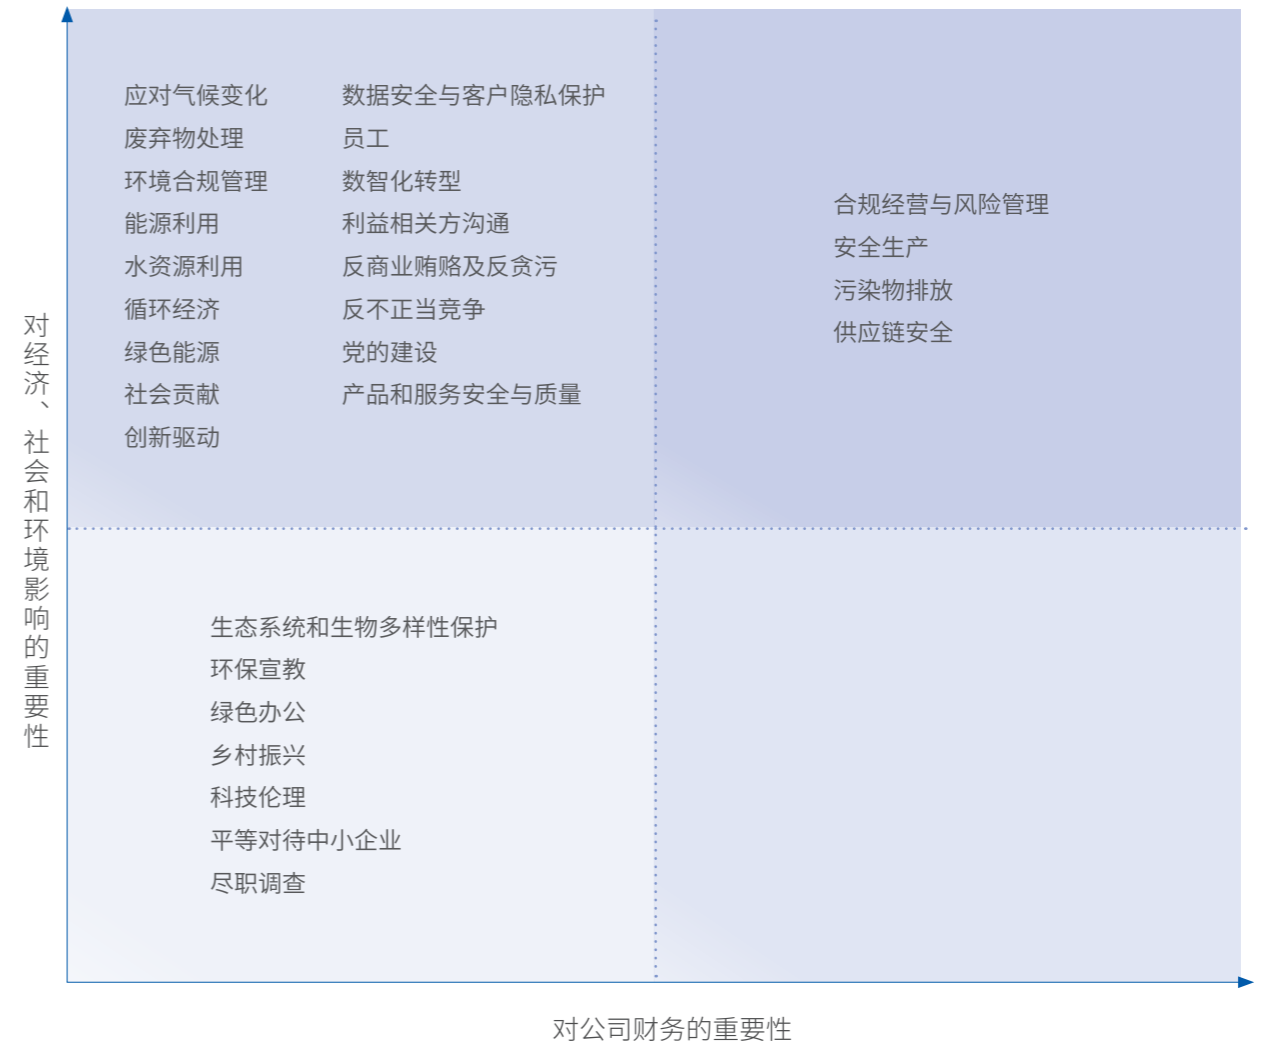 对经济、社会和环境影响的重要性
应对气候变化
废弃物处理
环境合规管理
能源利用
水资源利用
循环经济
绿色能源
社会贡献
创新驱动
数据安全与客户隐私保护
员工
数智化转型
利益相关方沟通
反商业贿赂及反贪污
反不正当竞争
党的建设
产品和服务安全与质量
合规经营与风险管理
安全生产
污染物排放
供应链安全
生态系统和生物多样性保护
环保宣教
绿色办公
乡村振兴
科技伦理
平等对待中小企业
尽职调查
对公司财务的重要性